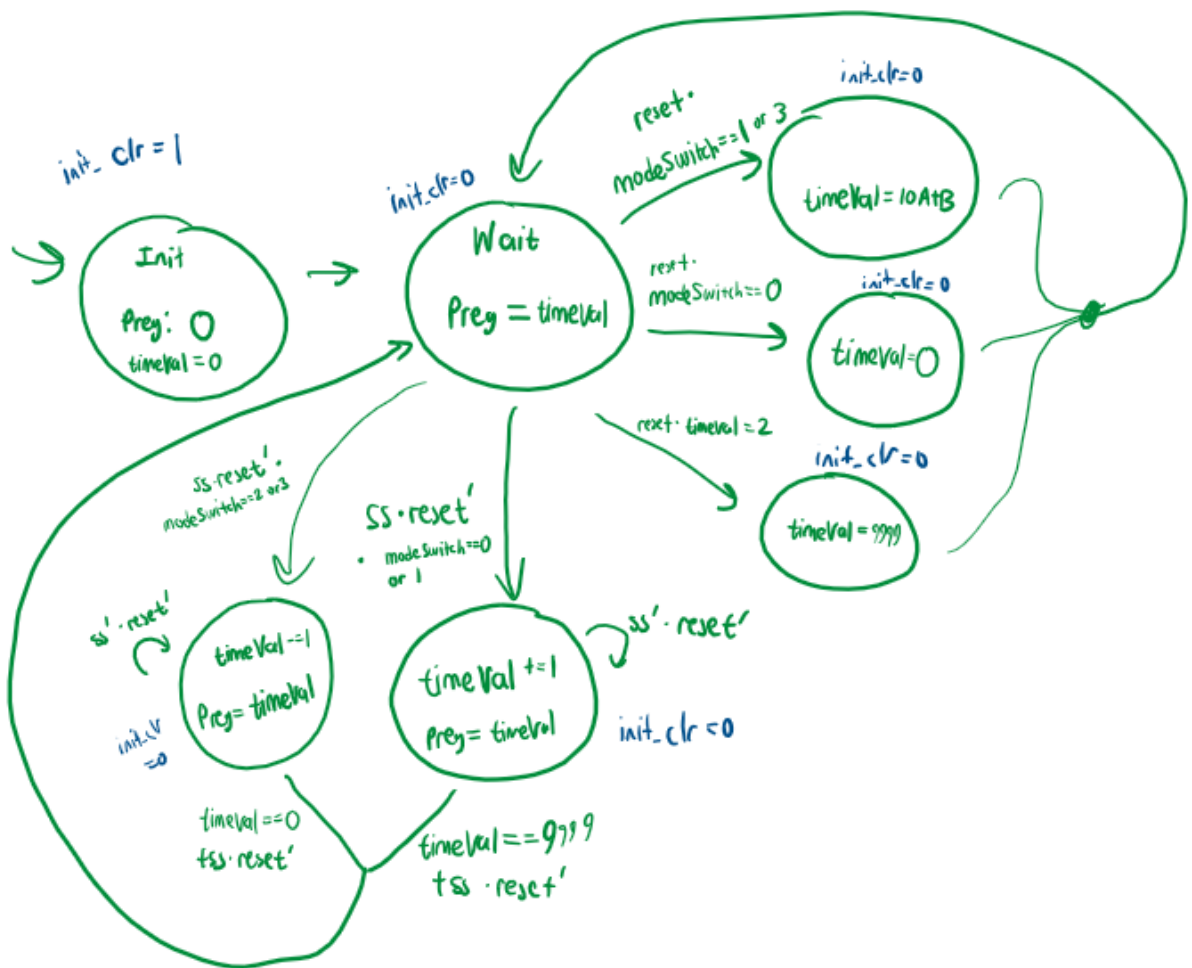 init_clr=1
Init
Preg: 0
timeVal=0
init_clr=0
Wait
Preg=timeVal
reset·
modeSwitch==1 or 3
init_clr=0
timeVal=10A+B
reset·
modeSwitch==0
init_clr=0
timeVal=0
reset·timeval=2
init_clr=0
timeVal=9999
ss·reset'·
modeSwitch==2 or 3
ss·reset'
· modeSwitch==0
or 1
ss'·reset'
timeVal-=1
Preg=timeVal
init_clr
=0
timeVal+=1
Preg=timeVal
ss'·reset'
init_clr=0
timeVal==0
+ss·reset'
timeVal==9999
+ss·reset'